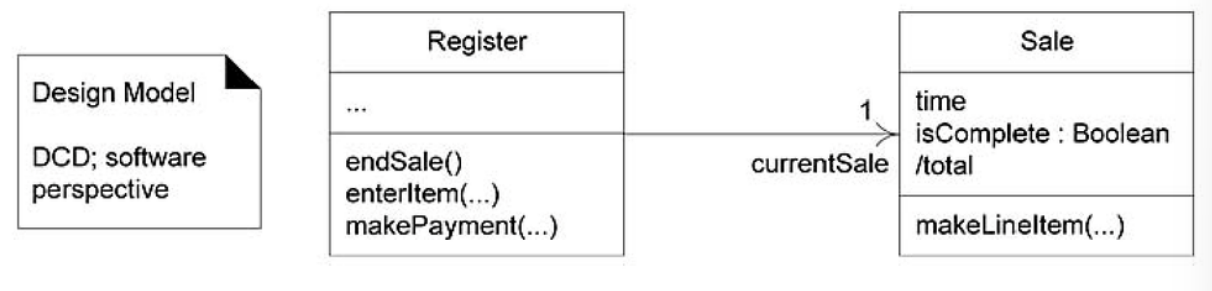 Design Model
DCD; software
perspective
Register
...
endSale()
enterItem(...)
makePayment(...)
1
currentSale
Sale
time
isComplete : Boolean
/total
makeLineItem(...)